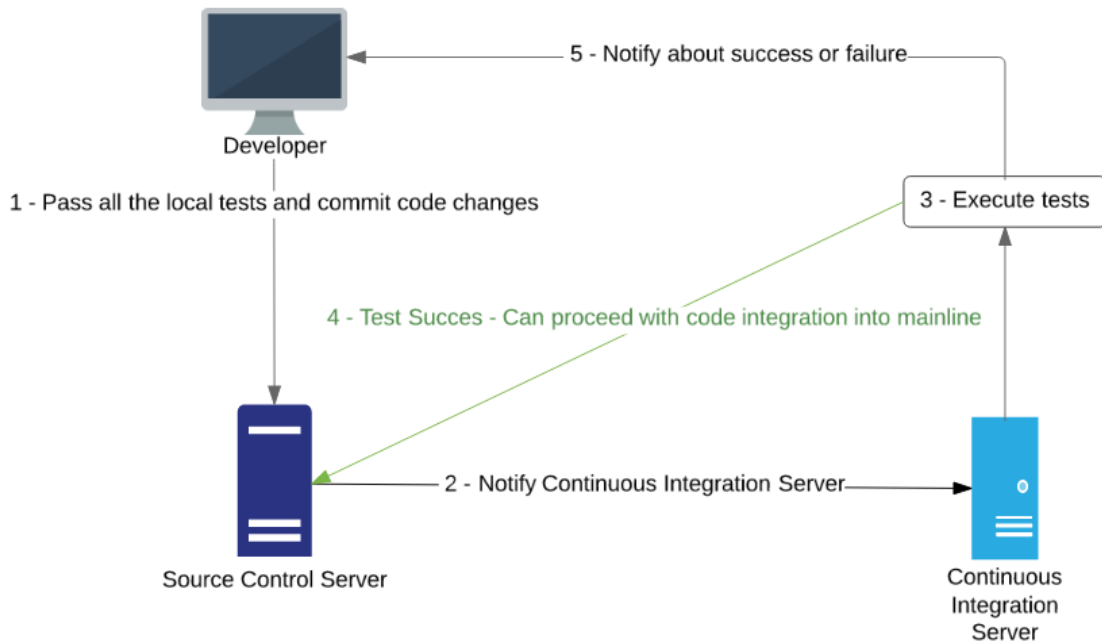 5 - Notify about success or failure
Developer
1 - Pass all the local tests and commit code changes
3 - Execute tests
4 - Test Succes - Can proceed with code integration into mainline
2 - Notify Continuous Integration Server
Source Control Server
Continuous
Integration
Server